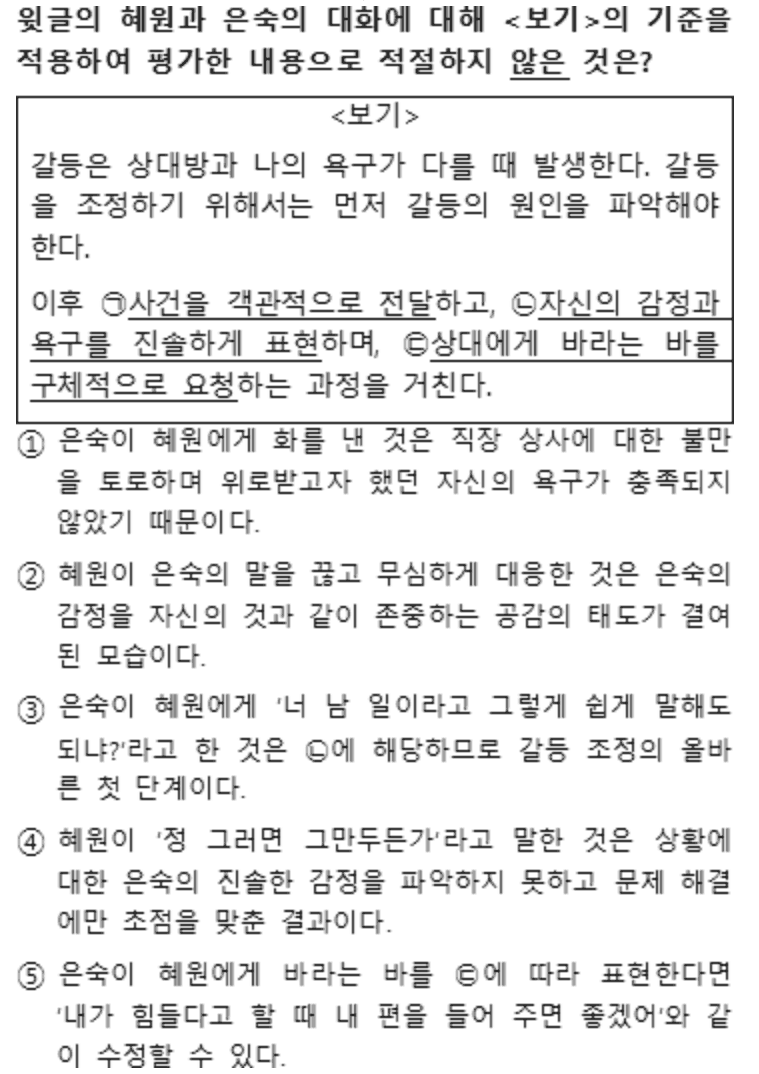 윗글의 혜원과 은숙의 대화에 대해 <보기>의 기준을
적용하여 평가한 내용으로 적절하지 않은 것은?
<보기>
갈등은 상대방과 나의 욕구가 다를 때 발생한다. 갈등
을 조정하기 위해서는 먼저 갈등의 원인을 파악해야
한다.
이후 ㉠사건을 객관적으로 전달하고, ㉡자신의 감정과
욕구를 진솔하게 표현하며, ㉢상대에게 바라는 바를
구체적으로 요청하는 과정을 거친다.
① 은숙이 혜원에게 화를 낸 것은 직장 상사에 대한 불만
을 토로하며 위로받고자 했던 자신의 욕구가 충족되지
않았기 때문이다.
② 혜원이 은숙의 말을 끊고 무심하게 대응한 것은 은숙의
감정을 자신의 것과 같이 존중하는 공감의 태도가 결여
된 모습이다.
③ 은숙이 혜원에게 '너 남 일이라고 그렇게 쉽게 말해도
되냐?'라고 한 것은 ㉡에 해당하므로 갈등 조정의 올바
른 첫 단계이다.
④ 혜원이 '정 그러면 그만두든가'라고 말한 것은 상황에
대한 은숙의 진솔한 감정을 파악하지 못하고 문제 해결
에만 초점을 맞춘 결과이다.
⑤ 은숙이 혜원에게 바라는 바를 ㉢에 따라 표현한다면
'내가 힘들다고 할 때 내 편을 들어 주면 좋겠어'와 같
이 수정할 수 있다.